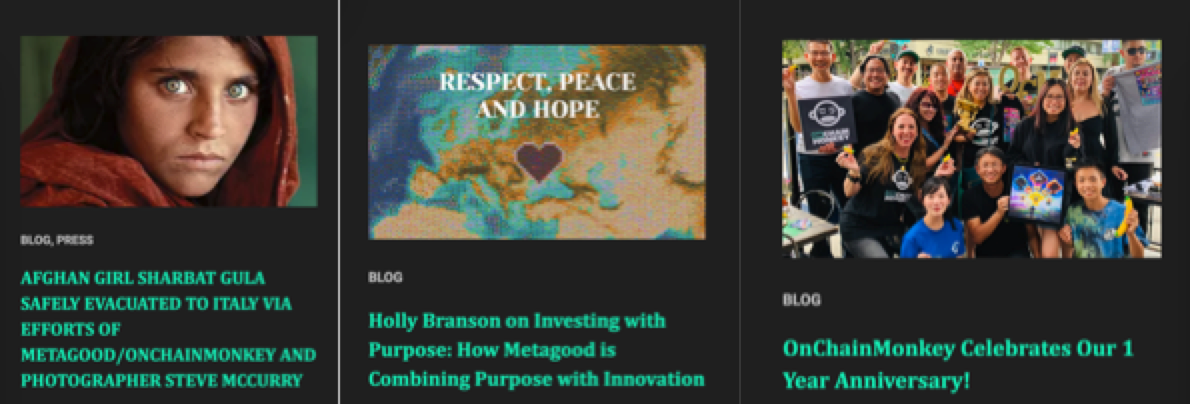 BLOG, PRESS
AFGHAN GIRL SHARBAT GULA
SAFELY EVACUATED TO ITALY VIA
EFFORTS OF
METAGOOD/ONCHAINMONKEY AND
PHOTOGRAPHER STEVE MCCURRY
RESPECT, PEACE
AND HOPE
BLOG
Holly Branson on Investing with
Purpose: How Metagood is
Combining Purpose with Innovation
CHAIN
MONKEY
BLOG
OnChainMonkey Celebrates Our 1
Year Anniversary!